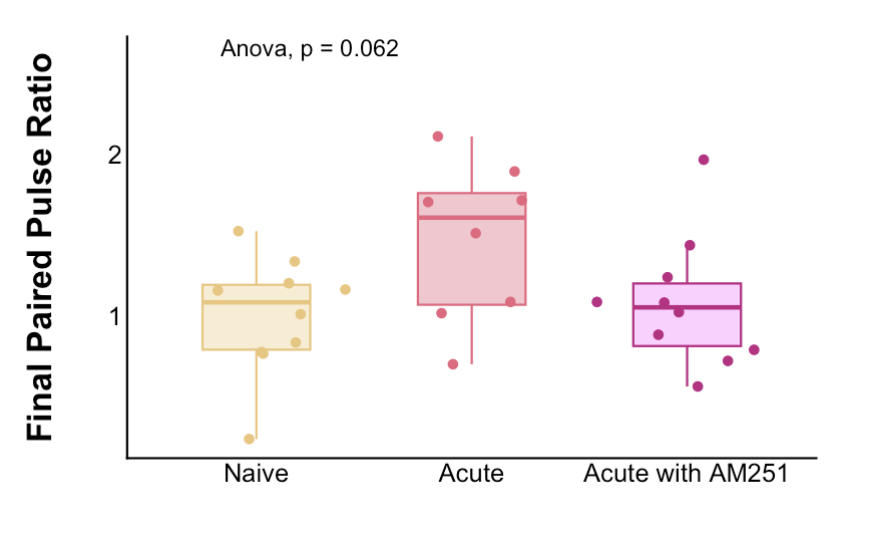 Final Paired Pulse Ratio
Anova, p = 0.062
2
1
Naive
Acute
Acute with AM251